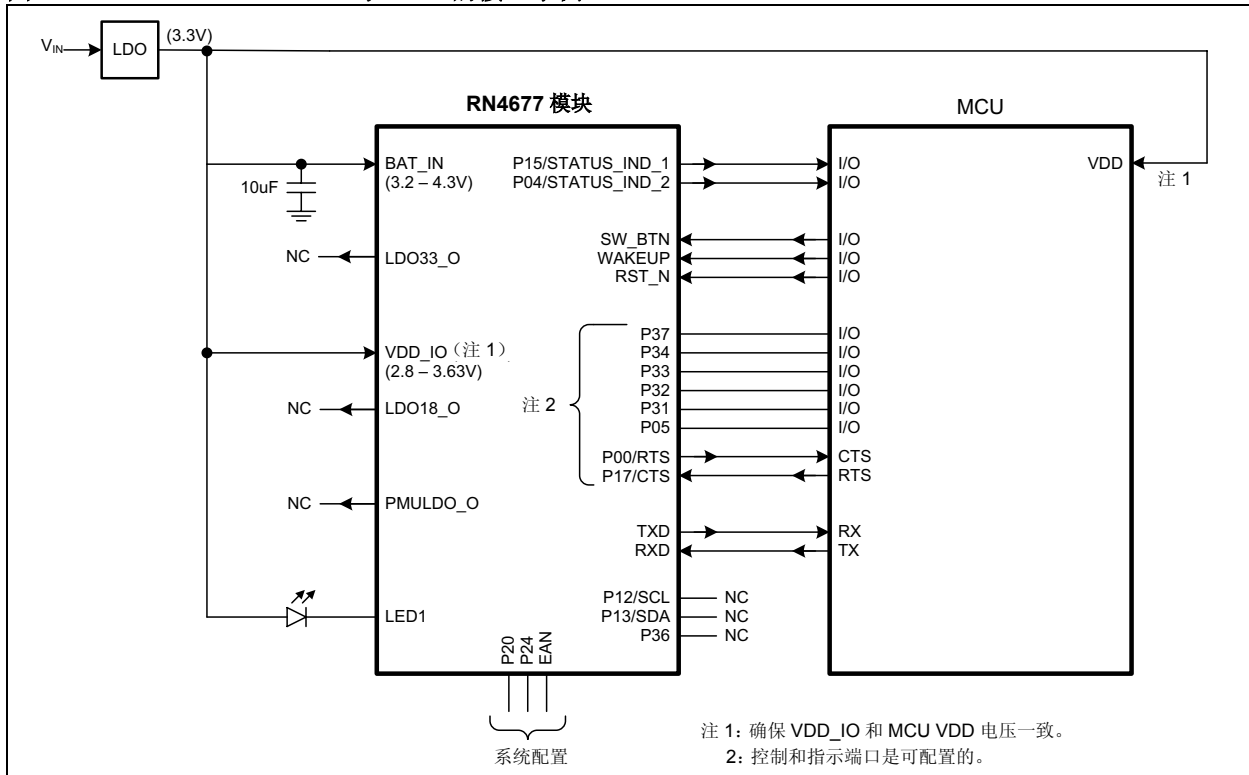 VIN
LDO
(3.3V)
RN4677 模块
MCU
BAT_IN
(3.2 – 4.3V)
10uF
NC
LDO33_O
VDD_IO（注 1）
(2.8 – 3.63V)
NC
LDO18_O
NC
PMULDO_O
LED1
P15/STATUS_IND_1
P04/STATUS_IND_2
SW_BTN
WAKEUP
RST_N
注 2
P37
P34
P33
P32
P31
P05
P00/RTS
P17/CTS
TXD
RXD
P12/SCL
NC
P13/SDA
NC
P36
NC
P20
P24
EAN
系统配置
I/O
I/O
I/O
I/O
I/O
I/O
I/O
I/O
I/O
I/O
I/O
CTS
RTS
RX
TX
VDD
注 1
注 1: 确保 VDD_IO 和 MCU VDD 电压一致。
2: 控制和指示端口是可配置的。